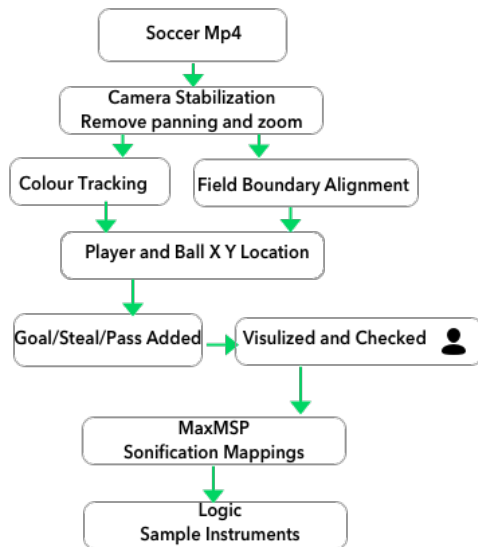 Soccer Mp4
Camera Stabilization
Remove panning and zoom
Colour Tracking
Field Boundary Alignment
Player and Ball X Y Location
Goal/Steal/Pass Added
Visulized and Checked
MaxMSP
Sonification Mappings
Logic
Sample Instruments